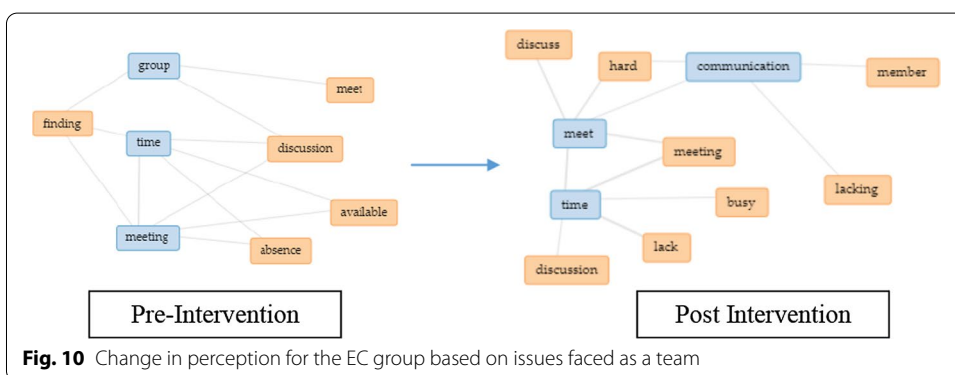 group
meet
finding
time
discussion
available
meeting
absence
Pre-Intervention
discuss
hard
communication
member
meet
meeting
lacking
time
busy
lack
discussion
Post Intervention
Fig. 10 Change in perception for the EC group based on issues faced as a team